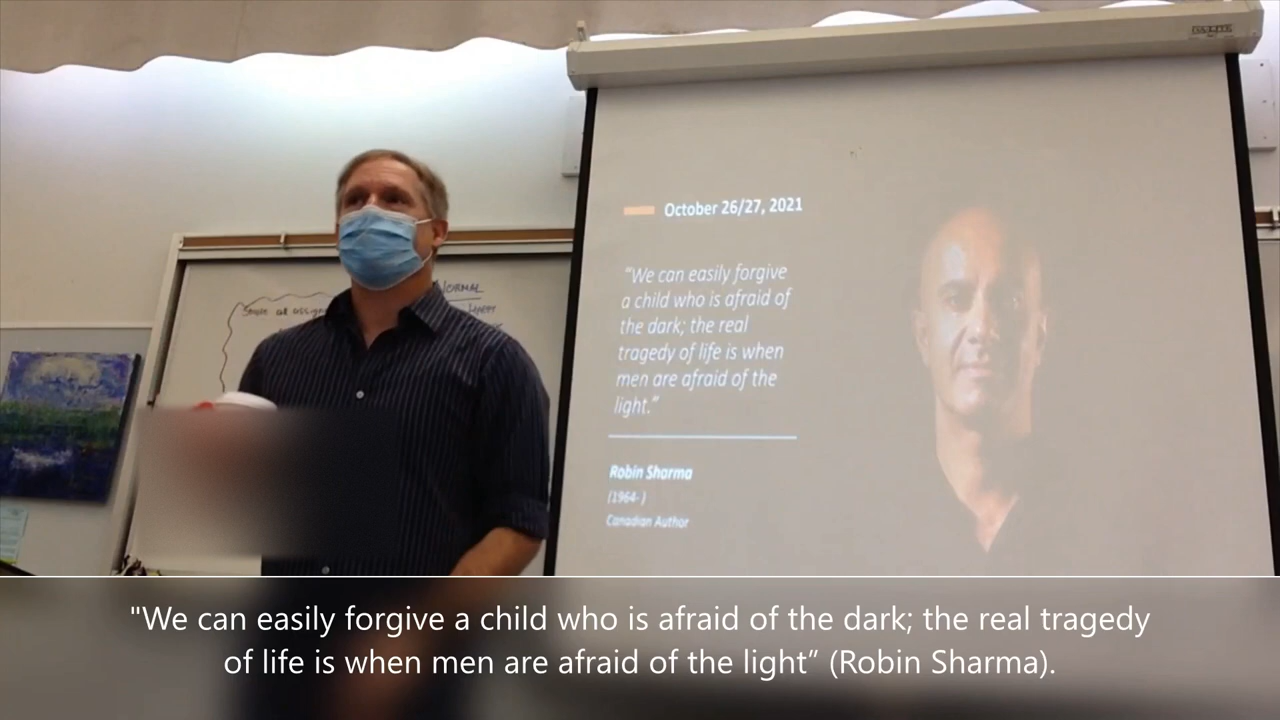 NORMAL
October 26/27, 2021
“We can easily forgive
a child who is afraid of
the dark; the real
tragedy of life is when
men are afraid of the
light.”
Robin Sharma
(1964- )
Canadian Author
"We can easily forgive a child who is afraid of the dark; the real tragedy
of life is when men are afraid of the light” (Robin Sharma).